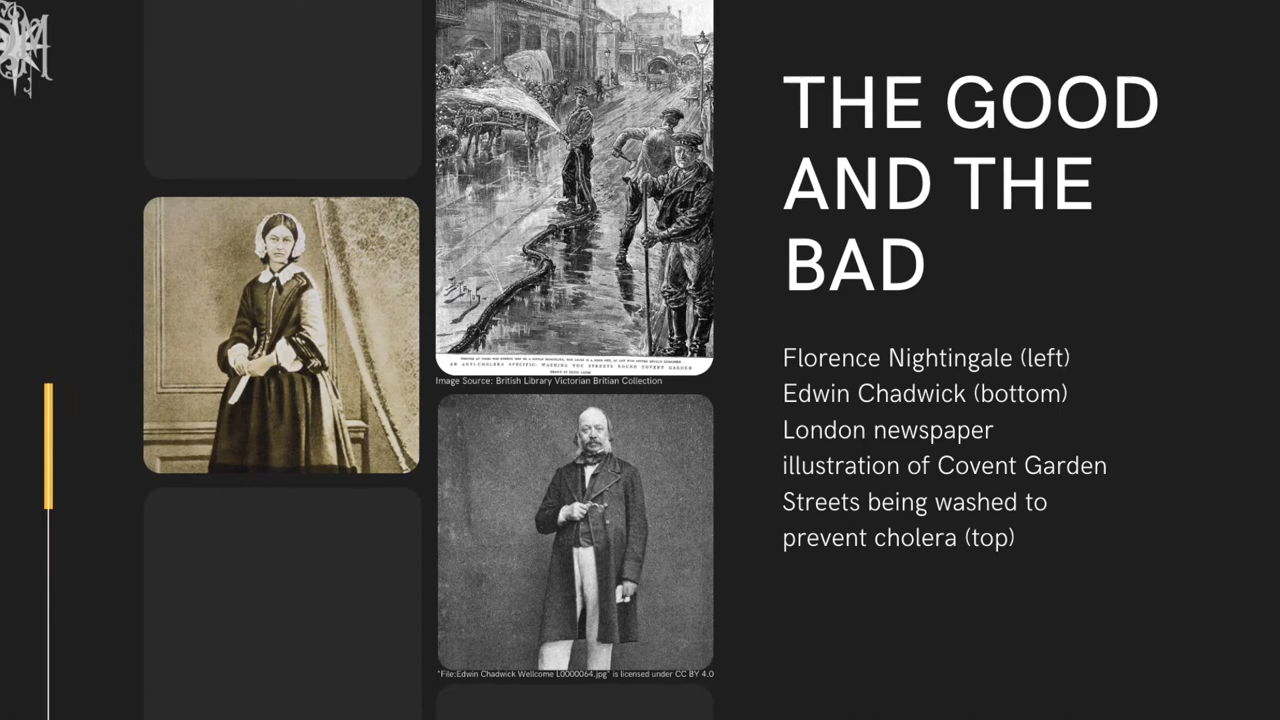 THE GOOD
AND THE
BAD
Florence Nightingale (left)
Edwin Chadwick (bottom)
London newspaper
illustration of Covent Garden
Streets being washed to
prevent cholera (top)
AN ANTI-CHOLERA SPECIFIC: WASHING THE STREETS ROUND COVENT GARDEN
Image Source: British Library Victorian Britian Collection
"File:Edwin Chadwick Wellcome L0000064.jpg" is licensed under CC BY 4.0